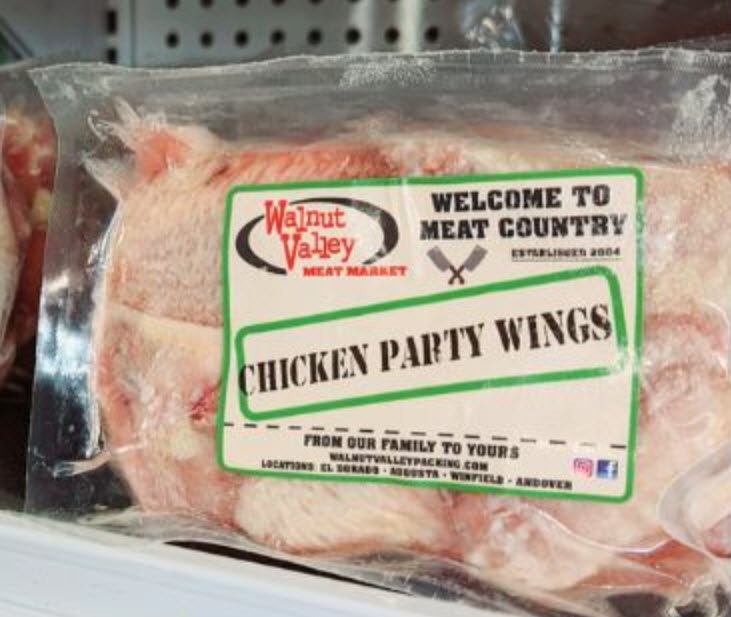 Walnut
Valley
MEAT MARKET
WELCOME TO
MEAT COUNTRY
ESTABLISHED 2004
CHICKEN PARTY WINGS
FROM OUR FAMILY TO YOURS
WALNUTVALLEYPACKING.COM
LOCATIONS: EL DORADO · AUGUSTA · WINFIELD · ANDOVER